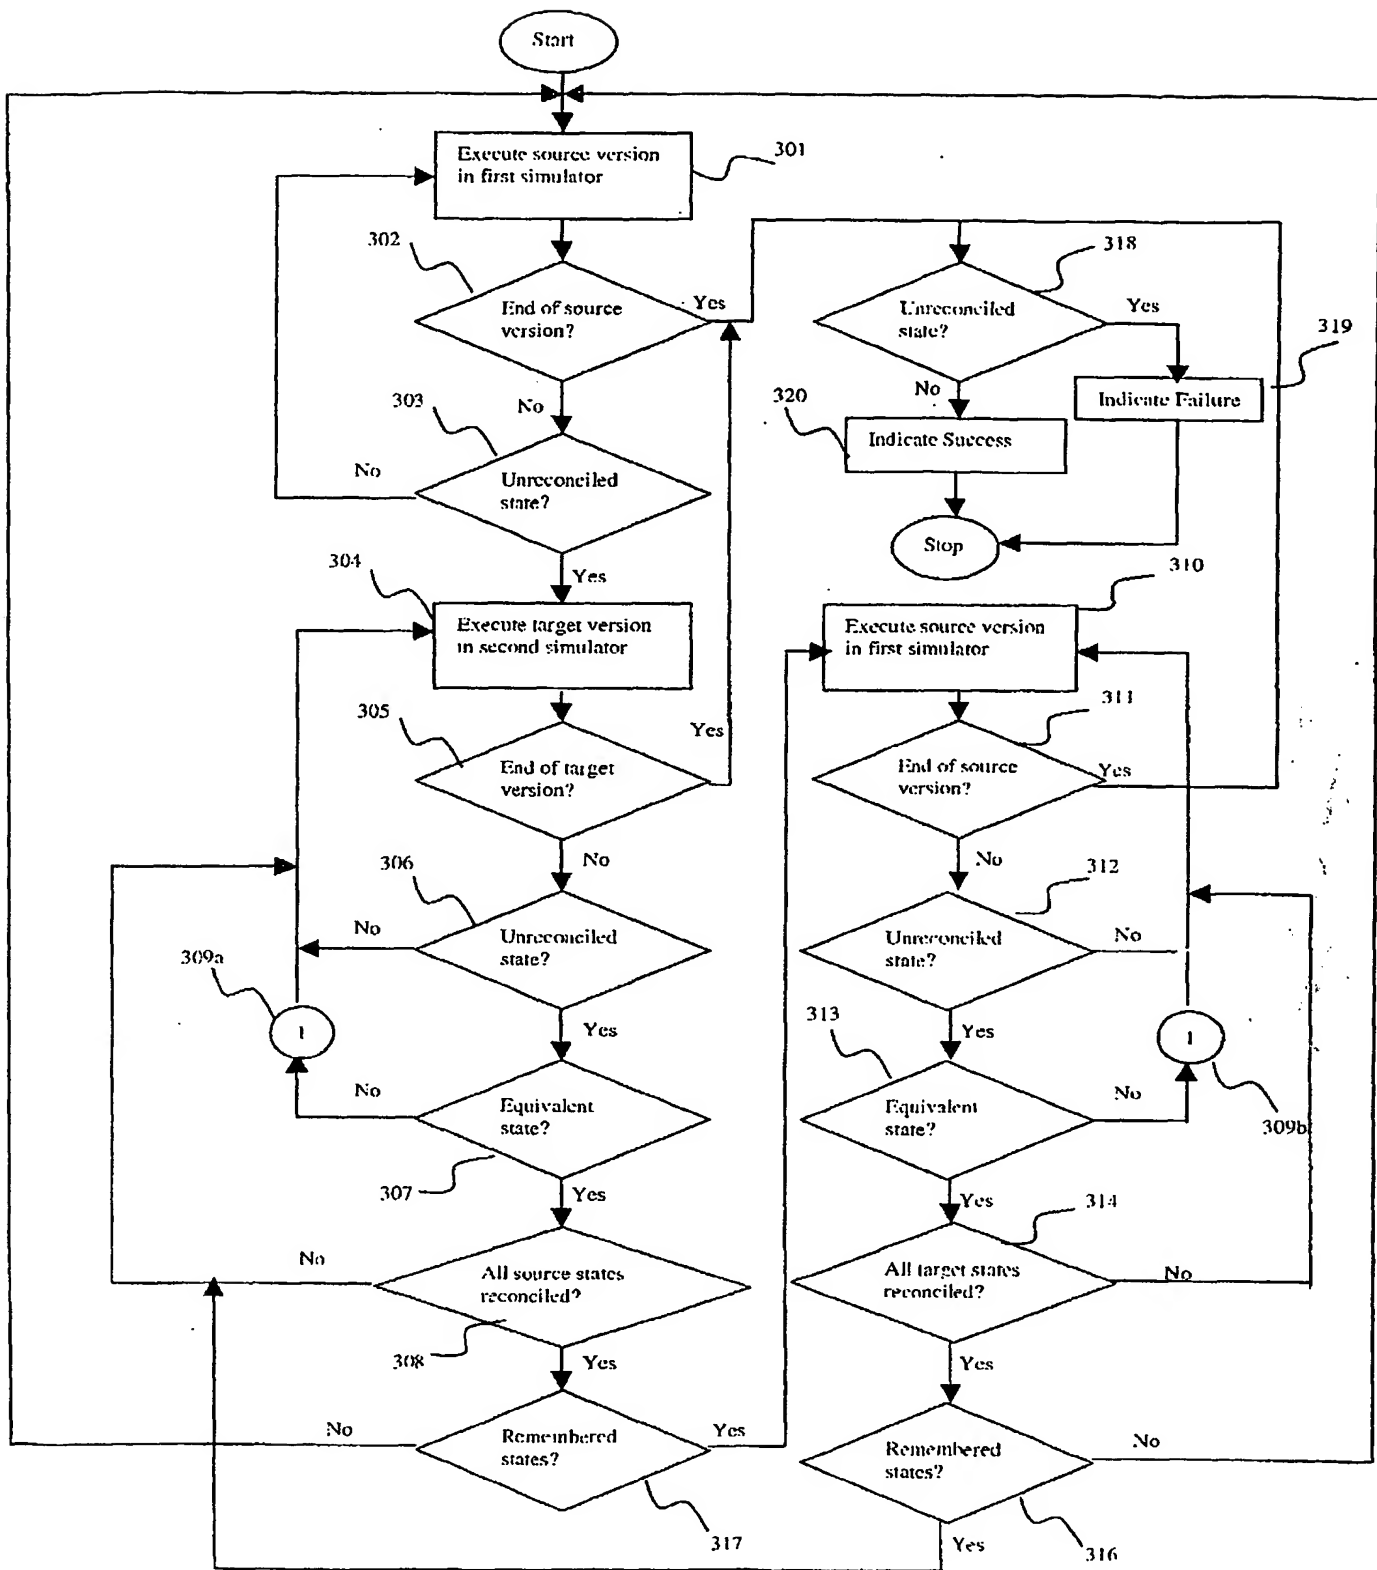 Start
Execute source version
in first simulator
301
302
End of source
version?
Yes
318
Unreconciled
state?
Yes
319
No
303
No
320
Indicate Failure
Indicate Success
No
Unreconciled
state?
Stop
304
Yes
310
Execute target version
in second simulator
Execute source version
in first simulator
305
Yes
311
End of target
version?
End of source
version?
Yes
306
No
No
312
No
Unreconciled
state?
Unreconciled
state?
No
309a
1
Yes
313
Yes
1
No
Equivalent
state?
Equivalent
state?
No
309b
307
Yes
Yes
314
No
All source states
reconciled?
All target states
reconciled?
No
308
Yes
Yes
No
Remembered
states?
Yes
Remembered
states?
No
317
Yes
316